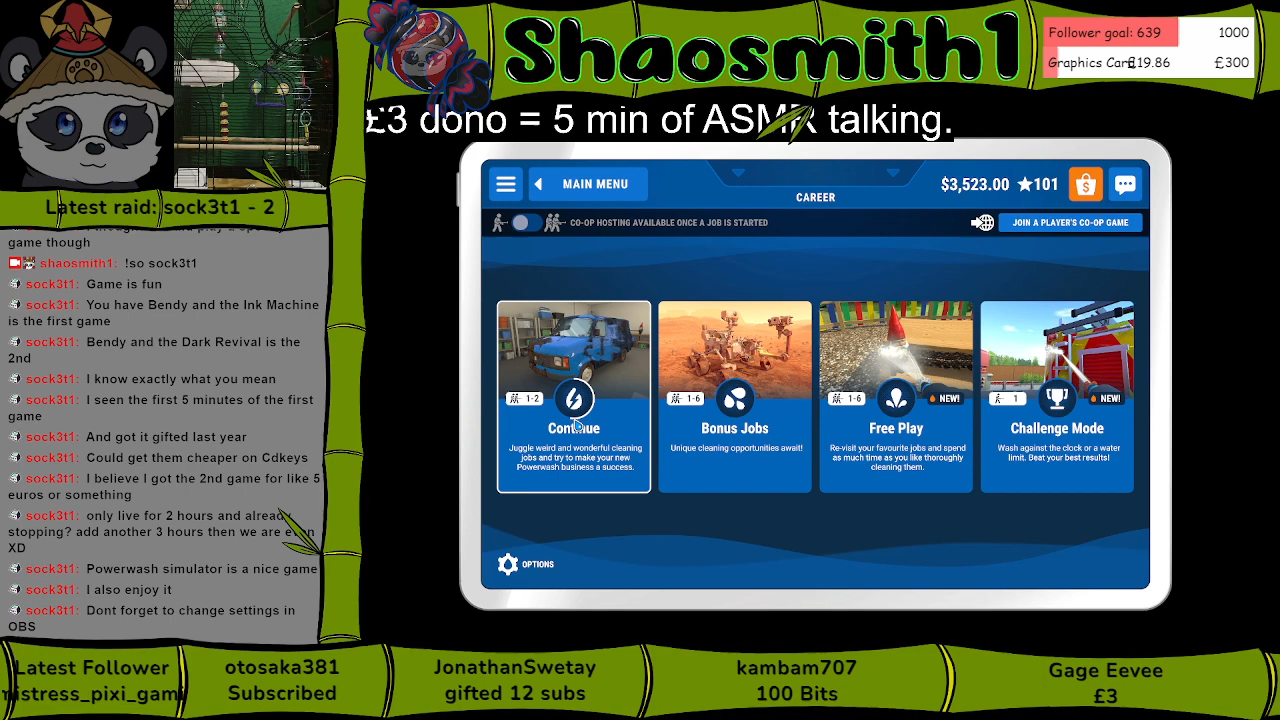 Shaosmith1
Follower goal: 639 1000
£19.86 £300
£3 dono = 5 min of ASMR talking.
Latest raid: sock3t1 - 2
game though
shaosmith1: !so sock3t1
sock3t1: Game is fun
sock3t1: You have Bendy and the Ink Machine
is the first game
sock3t1: Bendy and the Dark Revival is the
2nd
sock3t1: I know exactly what you mean
sock3t1: I seen the first 5 minutes of the first
game
sock3t1: And got it gifted last year
sock3t1: Could get them cheaper on Cdkeys
sock3t1: I believe I got the 2nd game for like 5
euros or something
sock3t1: only live for 2 hours and already
stopping? add another 3 hours then we are even
XD
sock3t1: Powerwash simulator is a nice game
sock3t1: I also enjoy it
sock3t1: Dont forget to change settings in
OBS
MAIN MENU
CAREER
$3,523.00 ★101
CO-OP HOSTING AVAILABLE ONCE A JOB IS STARTED
JOIN A PLAYER'S CO-OP GAME
1-2
Continue
Juggle weird and wonderful cleaning
jobs and try to make your new
Powerwash business a success.
1-6
Bonus Jobs
Unique cleaning opportunities await!
1-6
NEW!
Free Play
Re-visit your favourite jobs and spend
as much time as you like thoroughly
cleaning them.
1
NEW!
Challenge Mode
Wash against the clock or a water
limit. Beat your best results!
OPTIONS
Latest Follower
mistress_pixi_gami
otosaka381
Subscribed
JonathanSwetay
gifted 12 subs
kambam707
100 Bits
Gage Eevee
£3